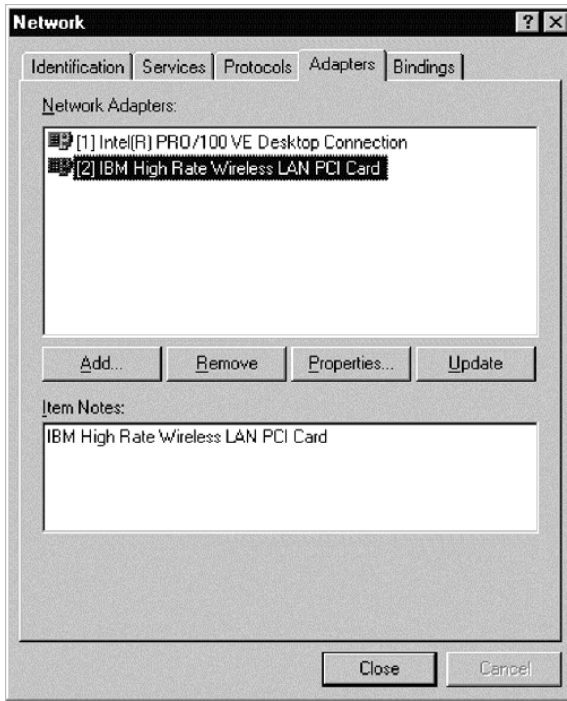 Network
Identification Services Protocols Adapters Bindings
Network Adapters:
[1] Intel(R) PRO/100 VE Desktop Connection
[2] IBM High Rate Wireless LAN PCI Card
Add... Remove Properties... Update
Item Notes:
IBM High Rate Wireless LAN PCI Card
Close Cancel